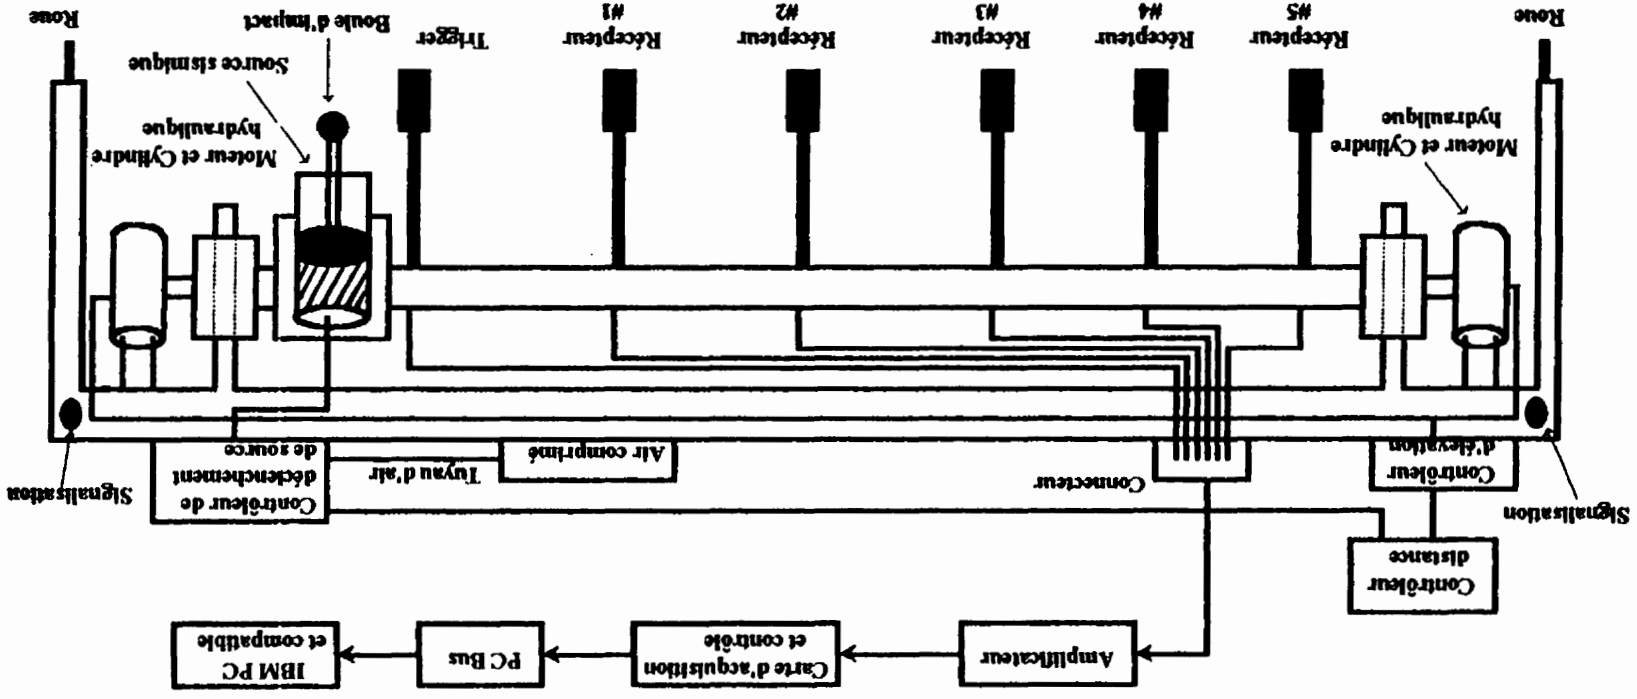 Amplificateur
Carte d'acquisition
et contrôle
PC Bus
IBM PC
et compatible
Contrôleur
distance
Signalisation
Contrôleur
d'élevation
Connecteur
Air comprimé
Tuyau d'air
Contrôleur de
déclenchement
de source
Signalisation
Moteur et Cylindre
hydraulique
Moteur et Cylindre
hydraulique
Source sismique
Boule d'impact
Roue
Récepteur
#5
Récepteur
#4
Récepteur
#3
Récepteur
#2
Récepteur
#1
Trigger
Roue